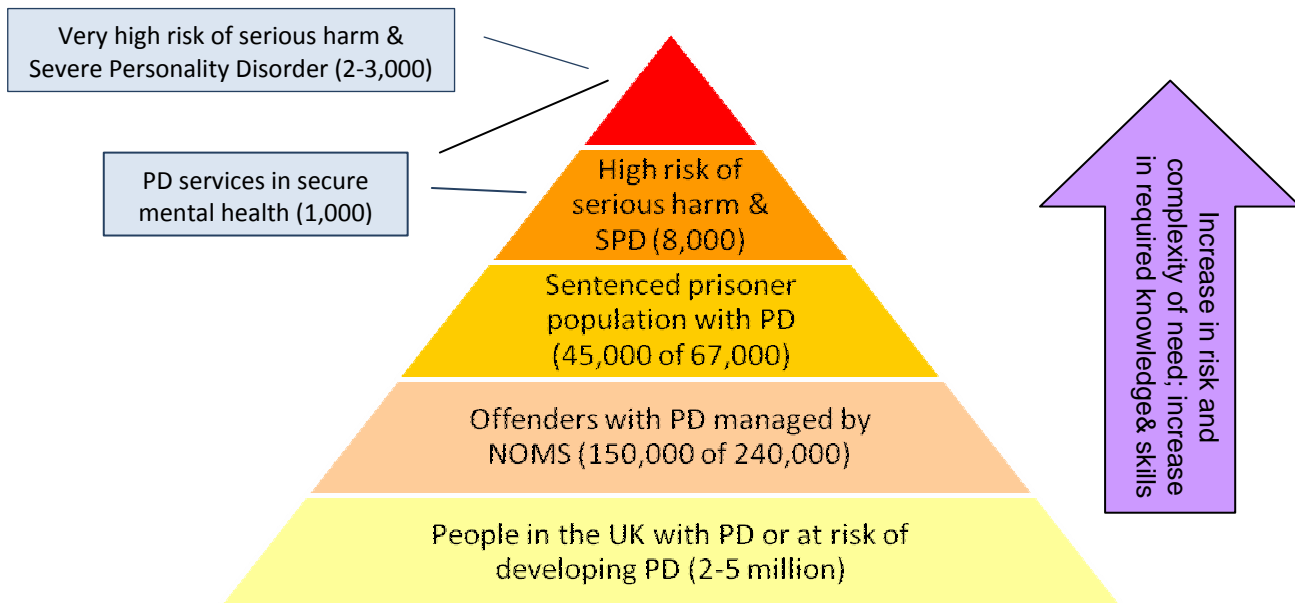 Very high risk of serious harm &
Severe Personality Disorder (2-3,000)
PD services in secure
mental health (1,000)
High risk of
serious harm &
SPD (8,000)
Sentenced prisoner
population with PD
(45,000 of 67,000)
Offenders with PD managed by
NOMS (150,000 of 240,000)
People in the UK with PD or at risk of
developing PD (2-5 million)
Increase in risk and
complexity of need; increase
in required knowledge& skills